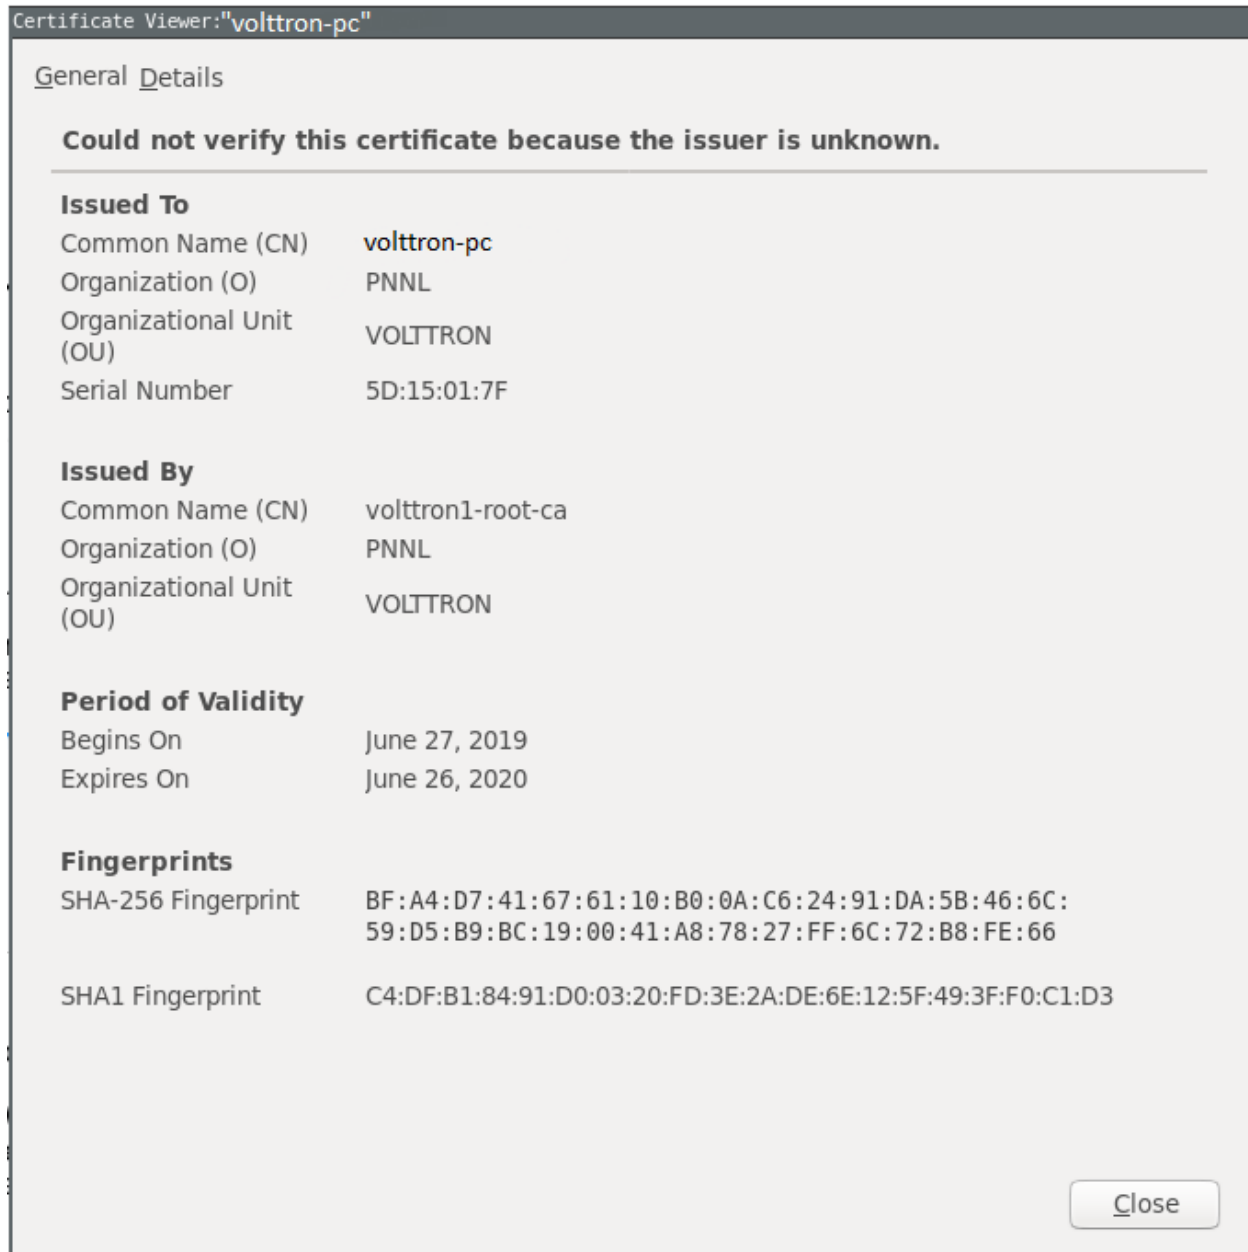 Certificate Viewer:"volttron-pc"
General Details
Could not verify this certificate because the issuer is unknown.
Issued To
Common Name (CN) volttron-pc
Organization (O) PNNL
Organizational Unit
(OU) VOLTTRON
Serial Number 5D:15:01:7F
Issued By
Common Name (CN) volttron1-root-ca
Organization (O) PNNL
Organizational Unit
(OU) VOLTTRON
Period of Validity
Begins On June 27, 2019
Expires On June 26, 2020
Fingerprints
SHA-256 Fingerprint BF:A4:D7:41:67:61:10:B0:0A:C6:24:91:DA:5B:46:6C:
59:D5:B9:BC:19:00:41:A8:78:27:FF:6C:72:B8:FE:66
SHA1 Fingerprint C4:DF:B1:84:91:D0:03:20:FD:3E:2A:DE:6E:12:5F:49:3F:F0:C1:D3
Close